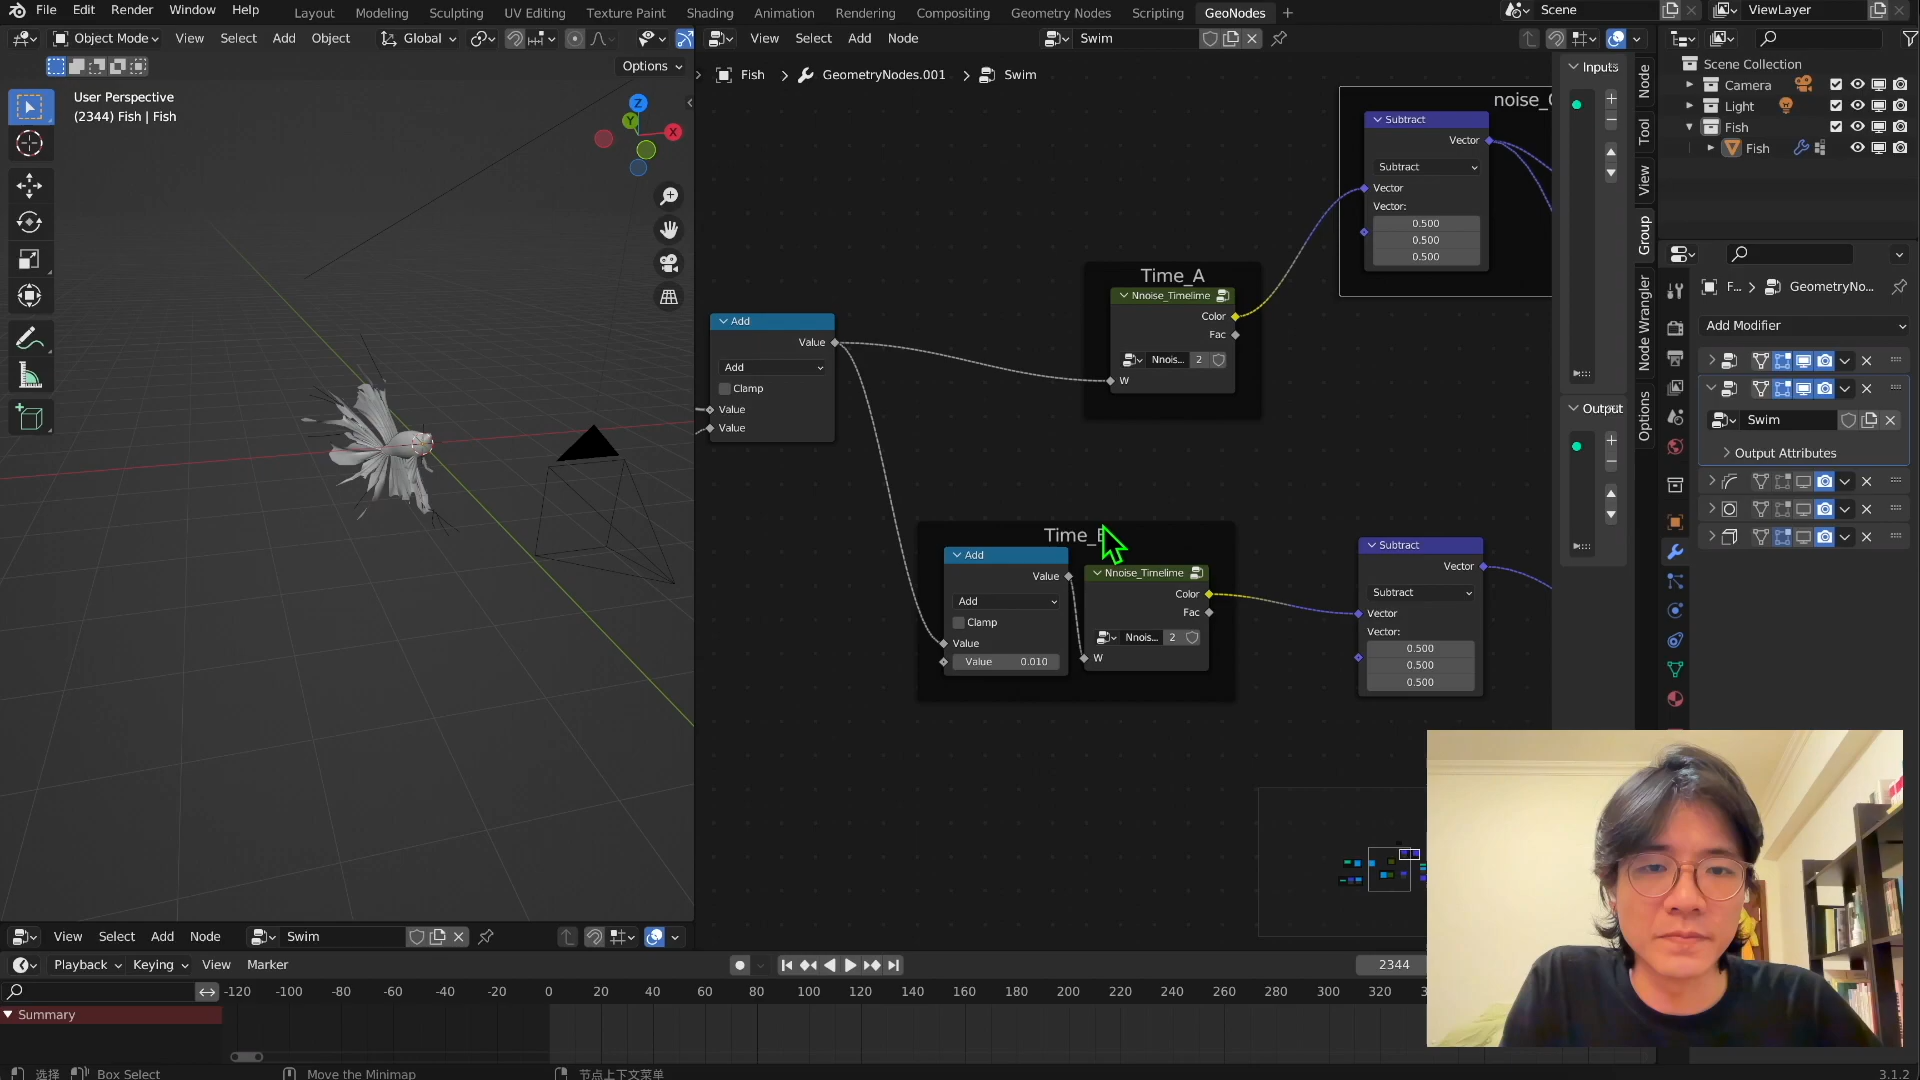 File Edit Render Window Help
Layout Modeling Sculpting UV Editing Texture Paint Shading Animation Rendering Compositing Geometry Nodes Scripting GeoNodes
Scene
ViewLayer
Object Mode View Select Add Object Global
View Select Add Node
Swim
Options
Fish GeometryNodes.001 Swim
User Perspective
(2344) Fish | Fish
Z
Y
X
Inputs
Output
Node
Tool
View
Group
Node Wrangler
Options
Scene Collection
Camera
Light
Fish
Fish
F... GeometryNo...
Add Modifier
Swim
Output Attributes
Subtract
Vector
Subtract
Vector
Vector:
0.500
0.500
0.500
Time_A
Nnoise_Timelime
Color
Fac
Nnois... 2
W
Add
Value
Add
Clamp
Value
Value
Add
Value
Add
Clamp
Value
Value 0.010
Nnoise_Timelime
Color
Fac
Nnois... 2
W
Subtract
Vector
Subtract
Vector
Vector:
0.500
0.500
0.500
View Select Add Node
Swim
Playback Keying View Marker
2344
-120 -100 -80 -60 -40 -20 0 20 40 60 80 100 120 140 160 180 200 220 240 260 280 300 320
Summary
选择 Box Select Move the Minimap 节点上下文菜单
3.1.2